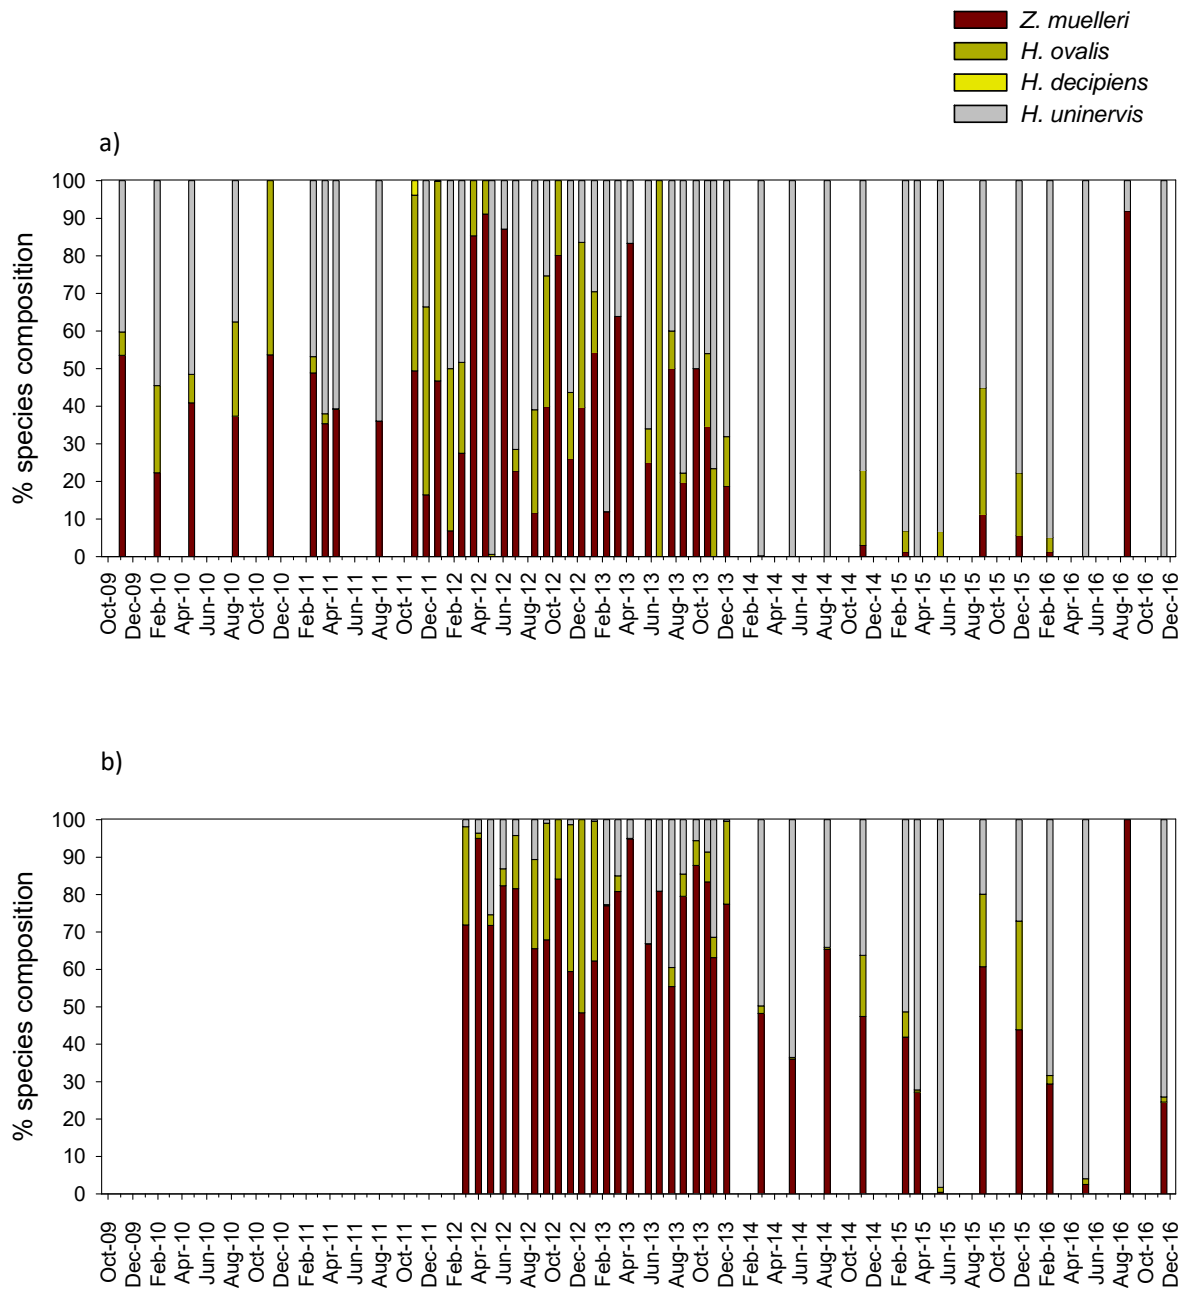 Z. muelleri
H. ovalis
H. decipiens
H. uninervis
a)
% species composition
100
90
80
70
60
50
40
30
20
10
0
Oct-09
Dec-09
Feb-10
Apr-10
Jun-10
Aug-10
Oct-10
Dec-10
Feb-11
Apr-11
Jun-11
Aug-11
Oct-11
Dec-11
Feb-12
Apr-12
Jun-12
Aug-12
Oct-12
Dec-12
Feb-13
Apr-13
Jun-13
Aug-13
Oct-13
Dec-13
Feb-14
Apr-14
Jun-14
Aug-14
Oct-14
Dec-14
Feb-15
Apr-15
Jun-15
Aug-15
Oct-15
Dec-15
Feb-16
Apr-16
Jun-16
Aug-16
Oct-16
Dec-16
b)
% species composition
100
90
80
70
60
50
40
30
20
10
0
Oct-09
Dec-09
Feb-10
Apr-10
Jun-10
Aug-10
Oct-10
Dec-10
Feb-11
Apr-11
Jun-11
Aug-11
Oct-11
Dec-11
Feb-12
Apr-12
Jun-12
Aug-12
Oct-12
Dec-12
Feb-13
Apr-13
Jun-13
Aug-13
Oct-13
Dec-13
Feb-14
Apr-14
Jun-14
Aug-14
Oct-14
Dec-14
Feb-15
Apr-15
Jun-15
Aug-15
Oct-15
Dec-15
Feb-16
Apr-16
Jun-16
Aug-16
Oct-16
Dec-16